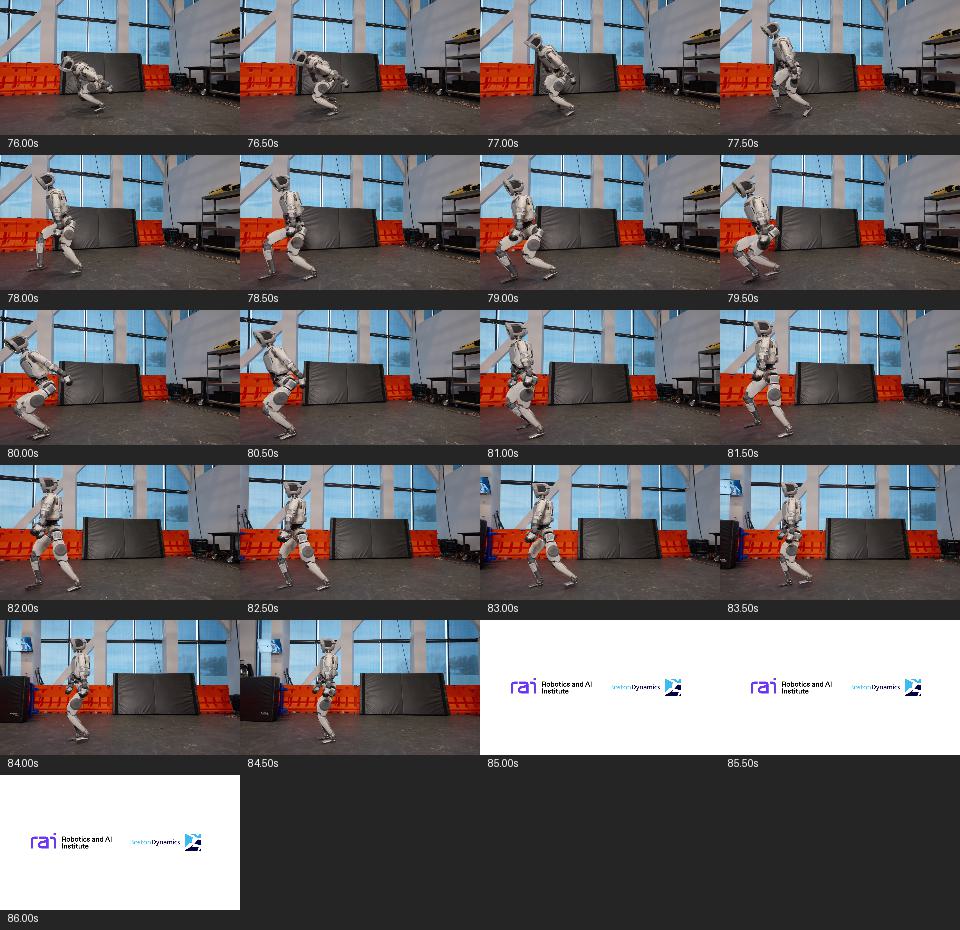 76.00s
76.50s
77.00s
77.50s
78.00s
78.50s
79.00s
79.50s
80.00s
80.50s
81.00s
81.50s
82.00s
82.50s
83.00s
83.50s
84.00s
84.50s
rai Robotics and AI
Institute
BostonDynamics
rai Robotics and AI
Institute
BostonDynamics
85.00s
85.50s
rai Robotics and AI
Institute
BostonDynamics
86.00s